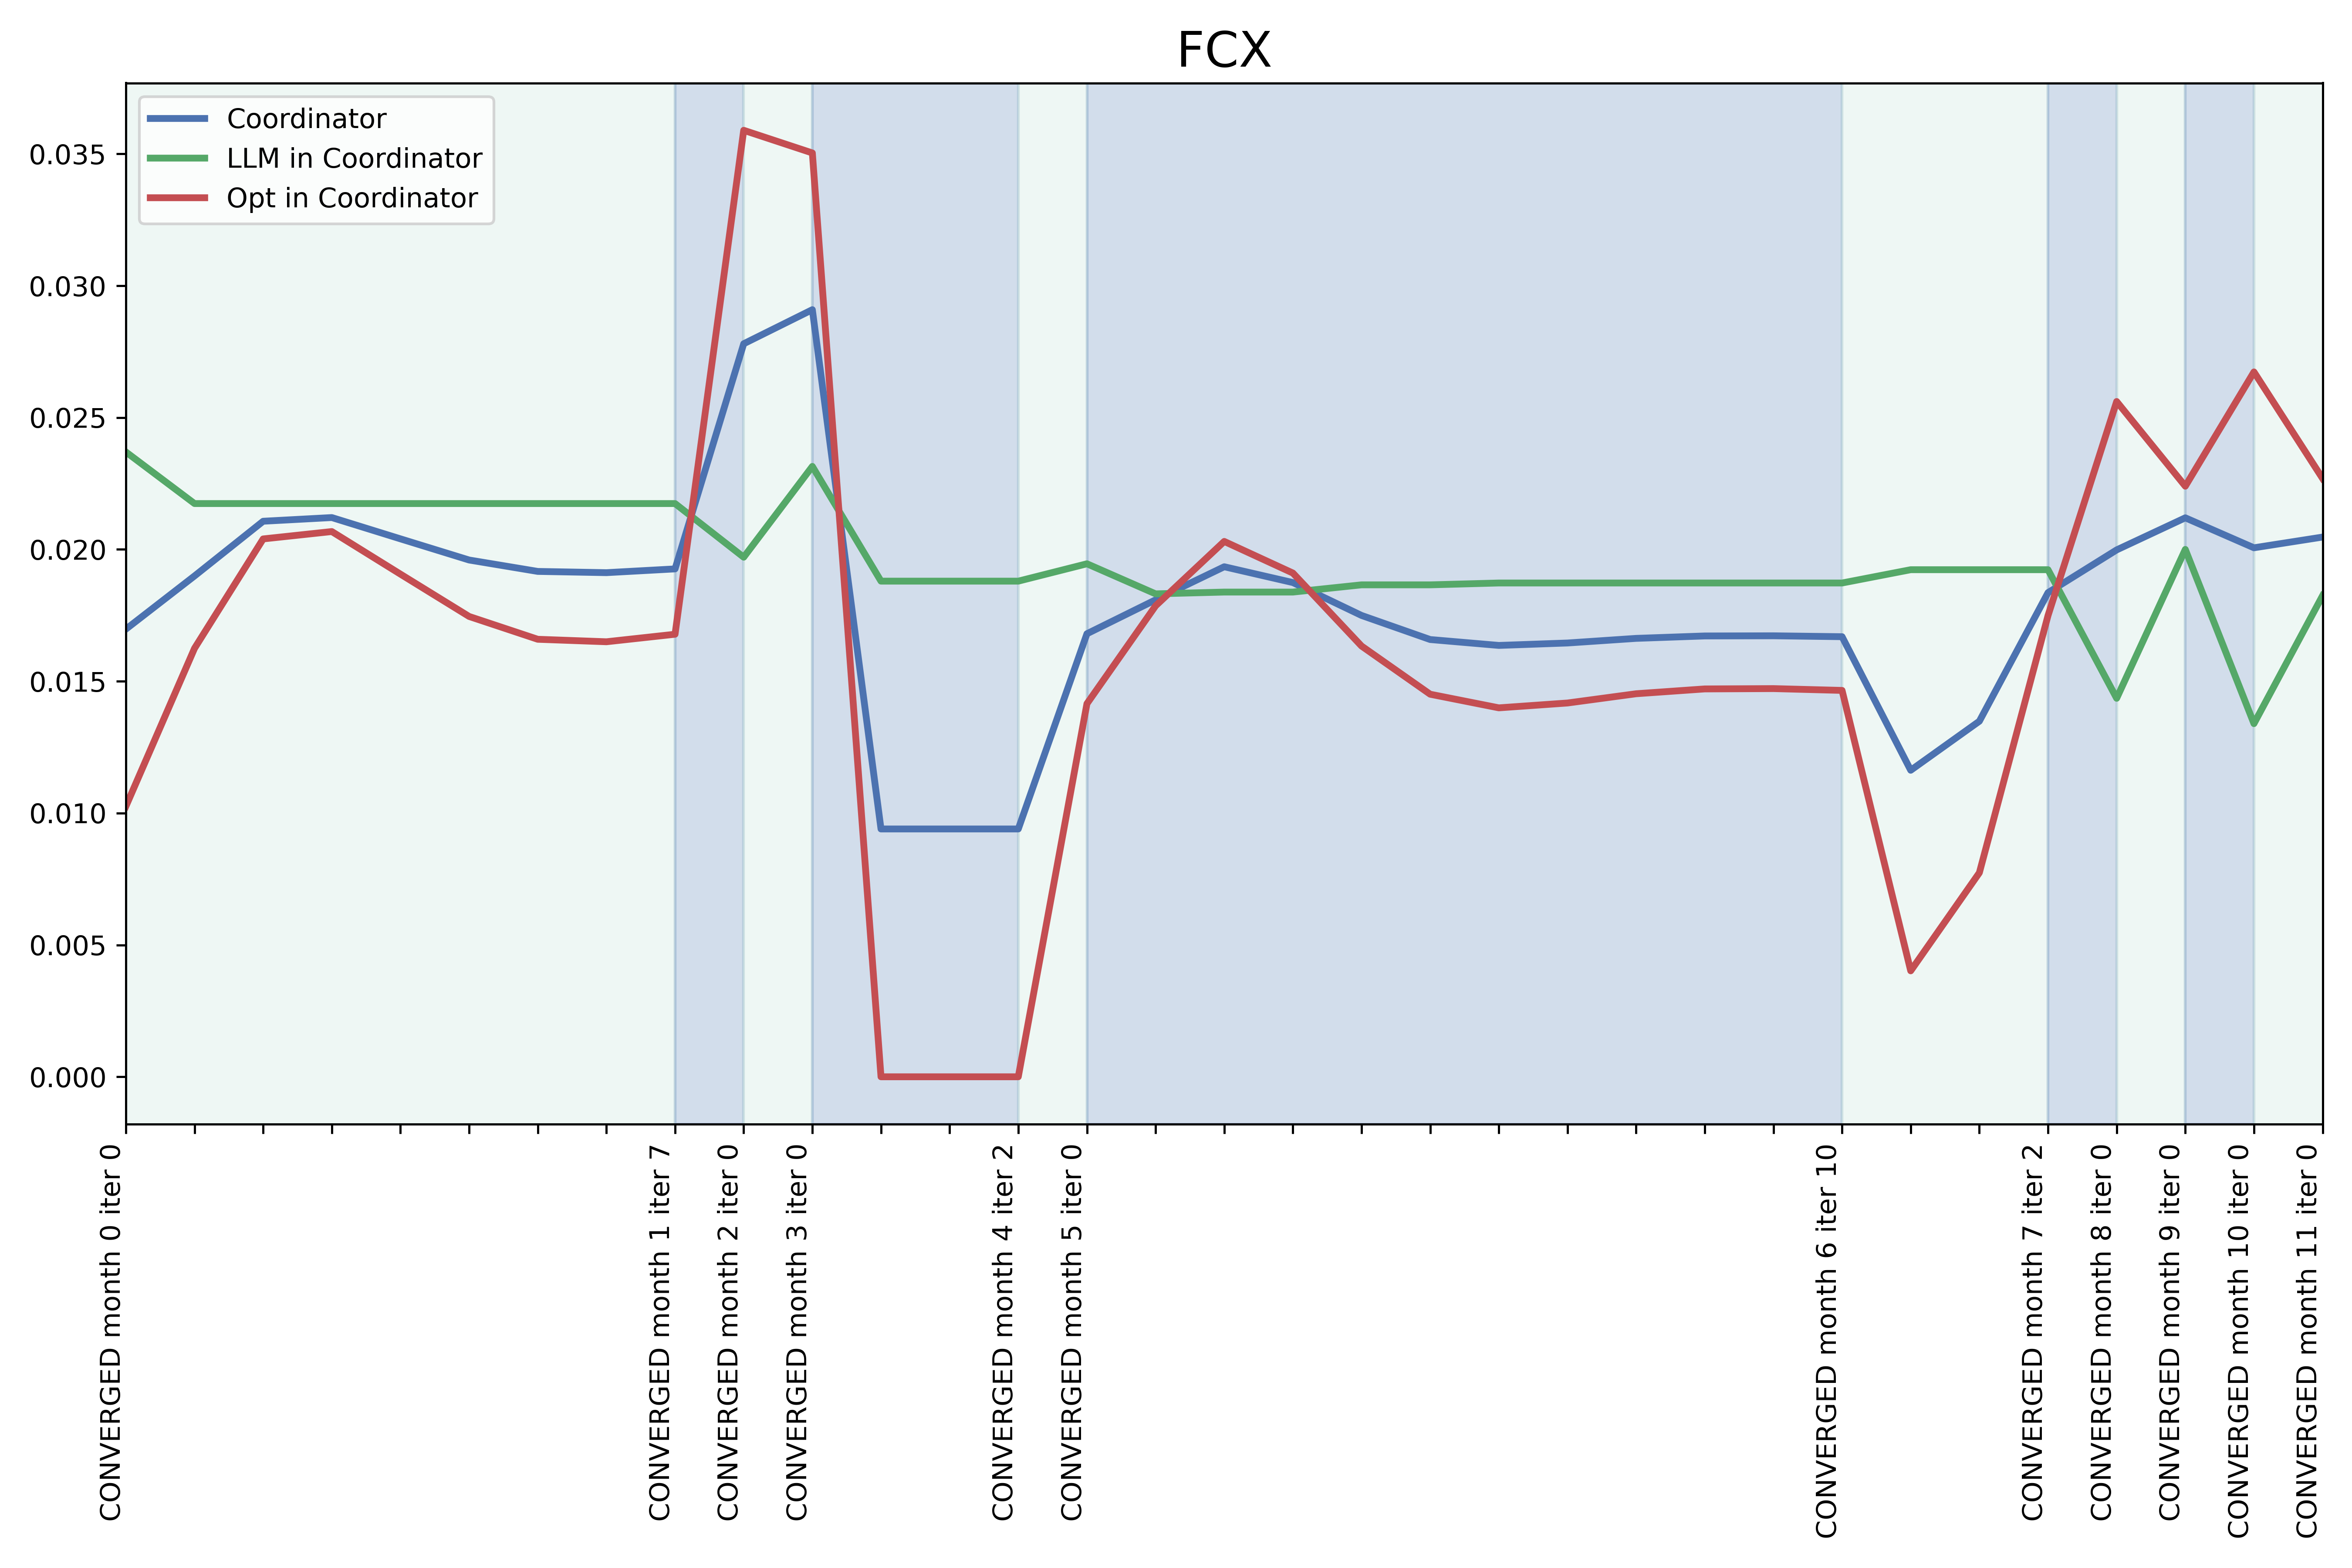 FCX
Coordinator
LLM in Coordinator
Opt in Coordinator
0.035
0.030
0.025
0.020
0.015
0.010
0.005
0.000
CONVERGED month 0 iter 0
CONVERGED month 1 iter 7
CONVERGED month 2 iter 0
CONVERGED month 3 iter 0
CONVERGED month 4 iter 2
CONVERGED month 5 iter 0
CONVERGED month 6 iter 10
CONVERGED month 7 iter 2
CONVERGED month 8 iter 0
CONVERGED month 9 iter 0
CONVERGED month 10 iter 0
CONVERGED month 11 iter 0